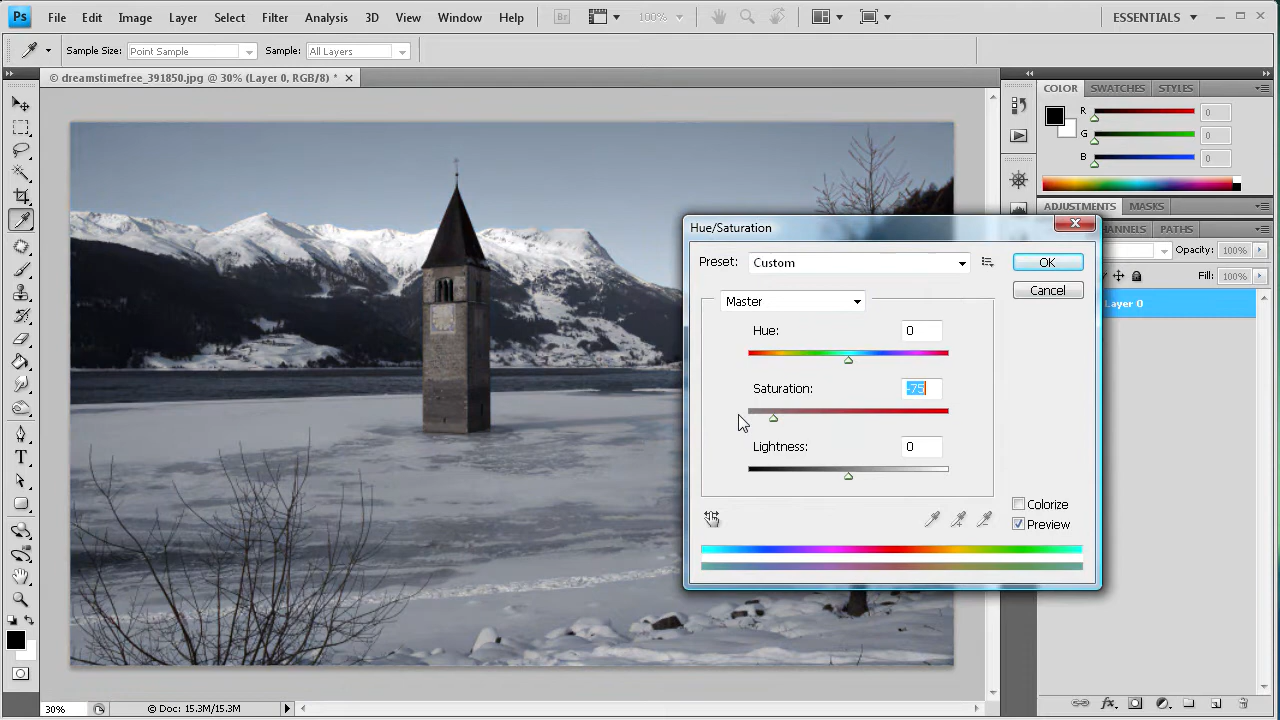 Ps File Edit Image Layer Select Filter Analysis 3D View Window Help Br 100% ESSENTIALS
Sample Size: Point Sample Sample: All Layers
© dreamstimefree_391850.jpg @ 30% (Layer 0, RGB/8) *
COLOR SWATCHES STYLES
R 0
G 0
B 0
ADJUSTMENTS MASKS
CHANNELS PATHS
Opacity: 100%
Fill: 100%
Layer 0
Hue/Saturation
Preset: Custom
OK
Cancel
Master
Hue: 0
Saturation: -75
Lightness: 0
Colorize
Preview
T
30% © Doc: 15.3M/15.3M
fx